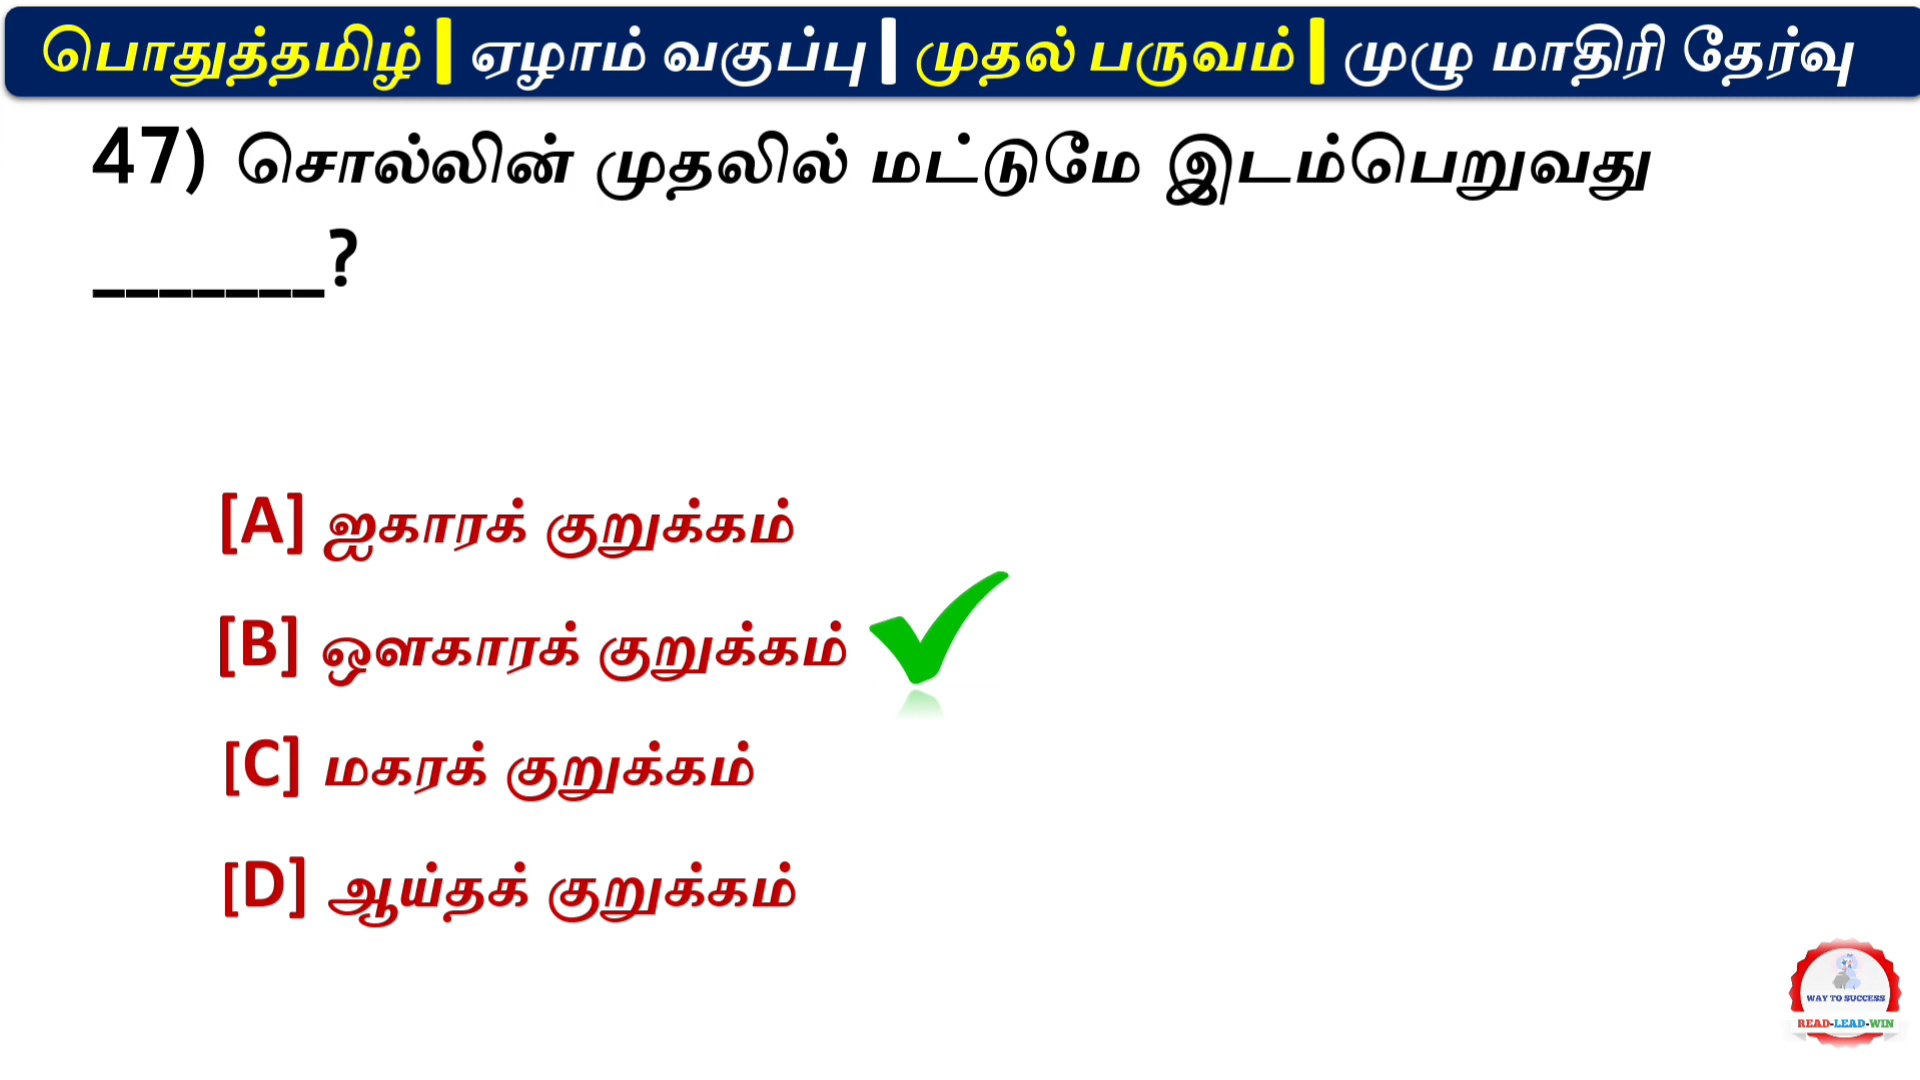 பொதுத்தமிழ் | ஏழாம் வகுப்பு | முதல் பருவம் | முழு மாதிரி தேர்வு
47) சொல்லின் முதலில் மட்டுமே இடம்பெறுவது
_______?
[A] ஐகாரக் குறுக்கம்
[B] ஔகாரக் குறுக்கம்
[C] மகரக் குறுக்கம்
[D] ஆய்தக் குறுக்கம்
WAY TO SUCCESS
READ-LEAD-WIN